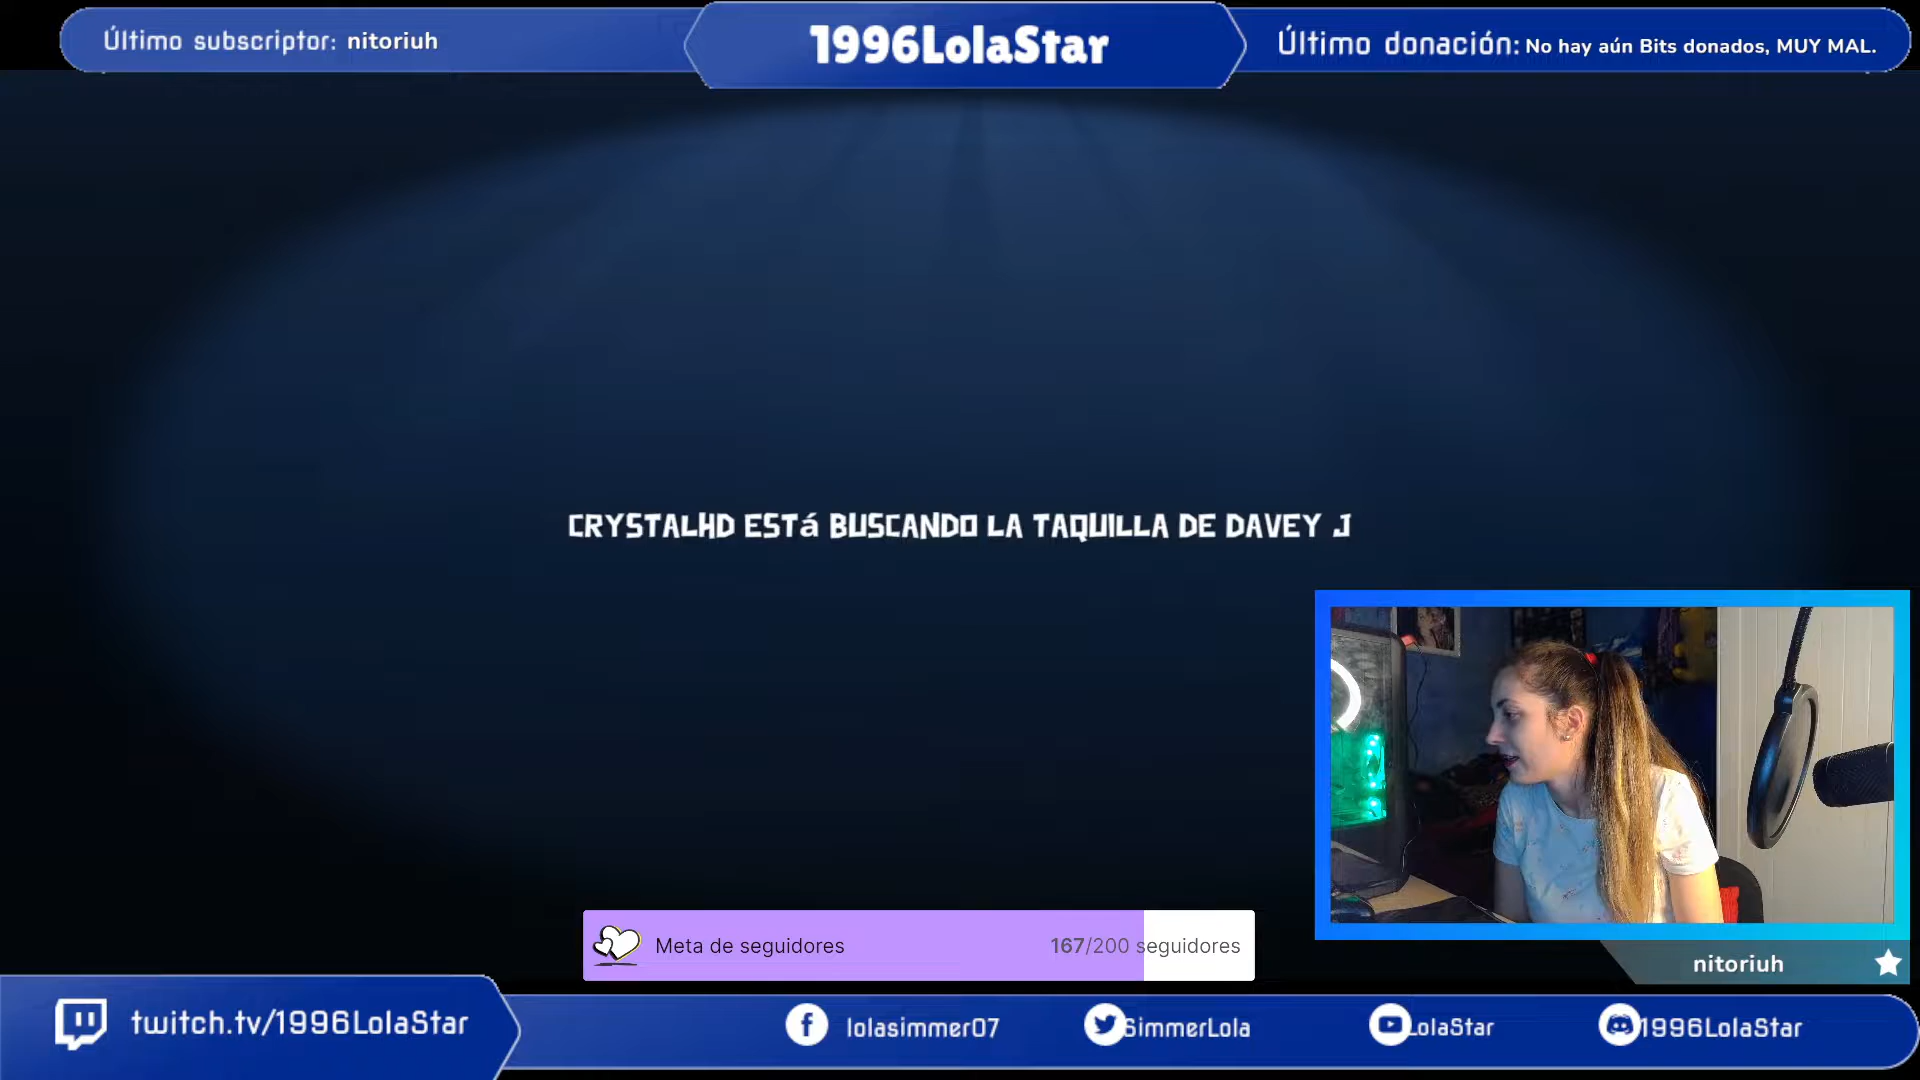 Último subscriptor: nitoriuh
1996LolaStar
Último donación: No hay aún Bits donados, MUY MAL.
CRYSTALHD ESTá BUSCANDO LA TAQUILLA DE DAVEY J
Meta de seguidores 167/200 seguidores
nitoriuh
twitch.tv/1996LolaStar
lolasimmer07
SimmerLola
LolaStar
1996LolaStar